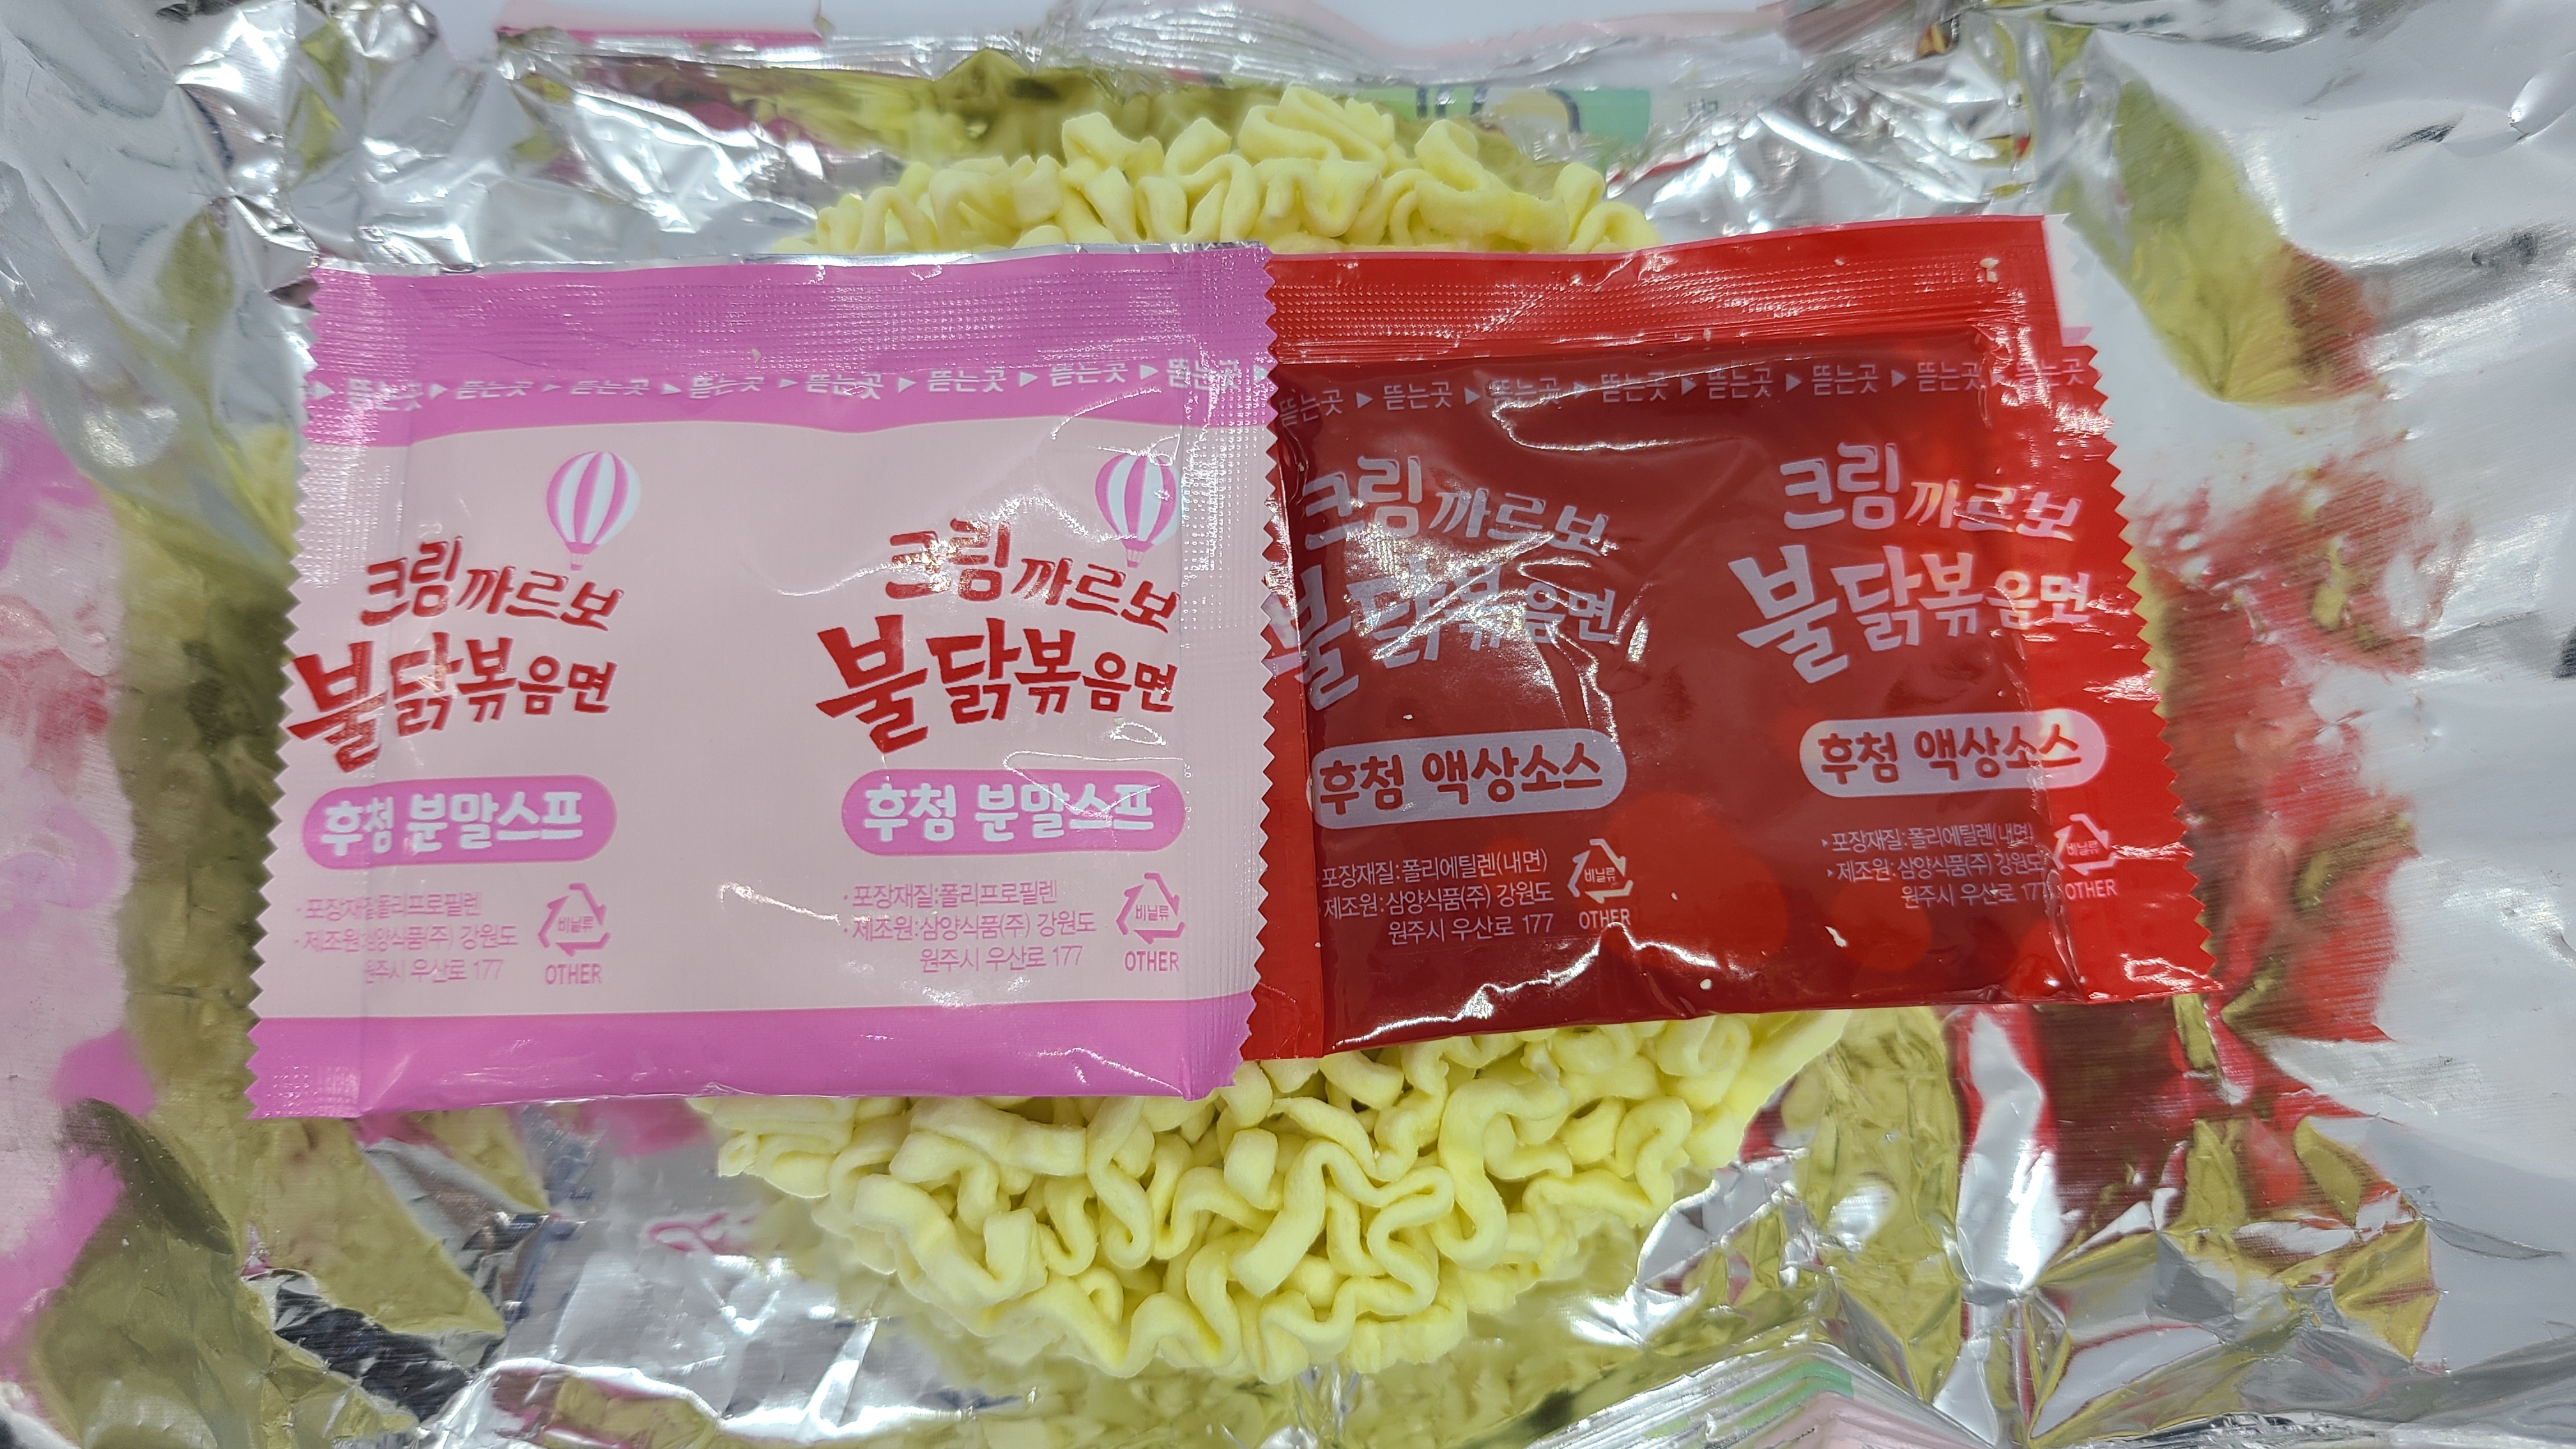 뜯는곳 ▶ 뜯는곳 ▶ 뜯는곳 ▶ 뜯는곳 ▶ 뜯는곳 ▶ 뜯는곳 ▶ 뜯는곳 ▶ 뜯는곳
크림까르보
불닭볶음면
후첨 분말스프
· 포장재질:폴리프로필렌
· 제조원:삼양식품(주) 강원도
원주시 우산로 177
비닐류
OTHER
크림까르보
불닭볶음면
후첨 분말스프
· 포장재질:폴리프로필렌
· 제조원:삼양식품(주) 강원도
원주시 우산로 177
비닐류
OTHER
뜯는곳 ▶ 뜯는곳 ▶ 뜯는곳 ▶ 뜯는곳 ▶ 뜯는곳 ▶ 뜯는곳 ▶ 뜯는곳
크림까르보
불닭볶음면
후첨 액상소스
· 포장재질:폴리에틸렌(내면)
· 제조원:삼양식품(주) 강원도
원주시 우산로 177
비닐류
OTHER
크림까르보
불닭볶음면
후첨 액상소스
· 포장재질:폴리에틸렌(내면)
· 제조원:삼양식품(주) 강원도
원주시 우산로 177
비닐류
OTHER